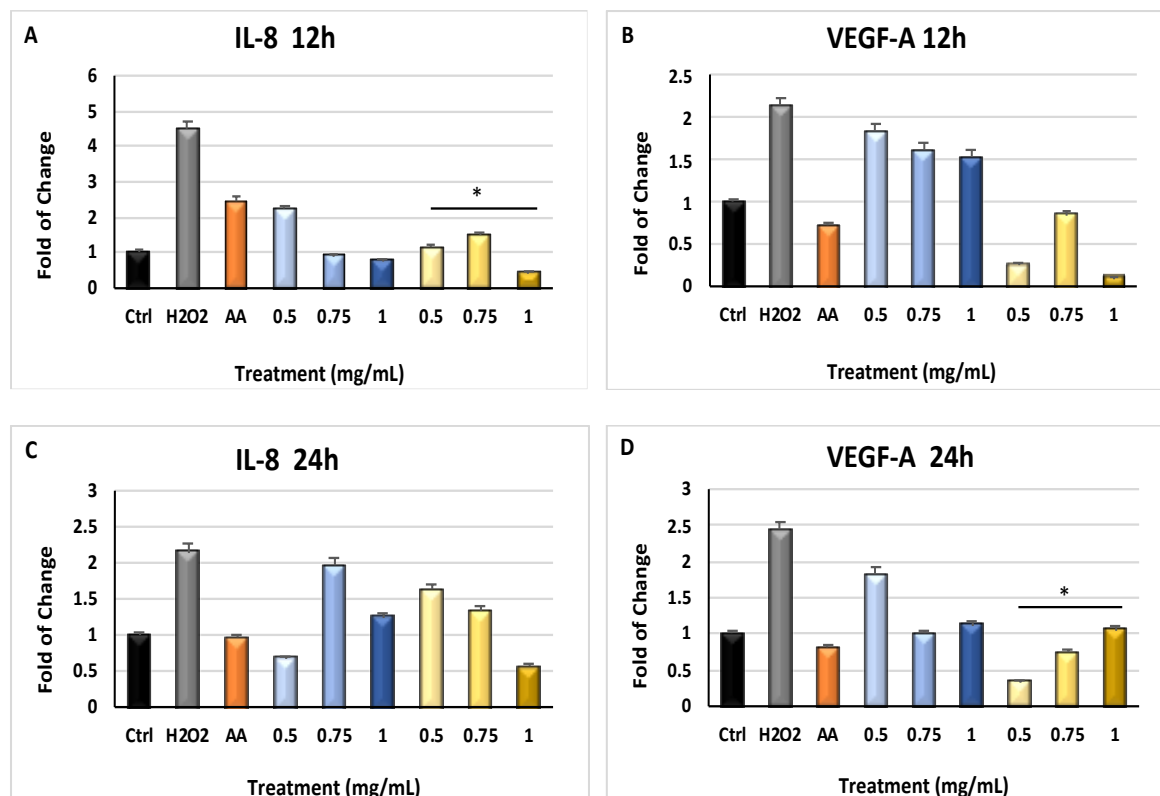 A
IL-8 12h
Fold of Change
6
5
4
3
2
1
0
*
Ctrl H2O2 AA 0.5 0.75 1 0.5 0.75 1
Treatment (mg/mL)
B
VEGF-A 12h
Fold of Change
2.5
2
1.5
1
0.5
0
Ctrl H2O2 AA 0.5 0.75 1 0.5 0.75 1
Treatment (mg/mL)
C
IL-8 24h
Fold of Change
3
2.5
2
1.5
1
0.5
0
Ctrl H2O2 AA 0.5 0.75 1 0.5 0.75 1
Treatment (mg/mL)
D
VEGF-A 24h
Fold of Change
3
2.5
2
1.5
1
0.5
0
*
Ctrl H2O2 AA 0.5 0.75 1 0.5 0.75 1
Treatment (mg/mL)